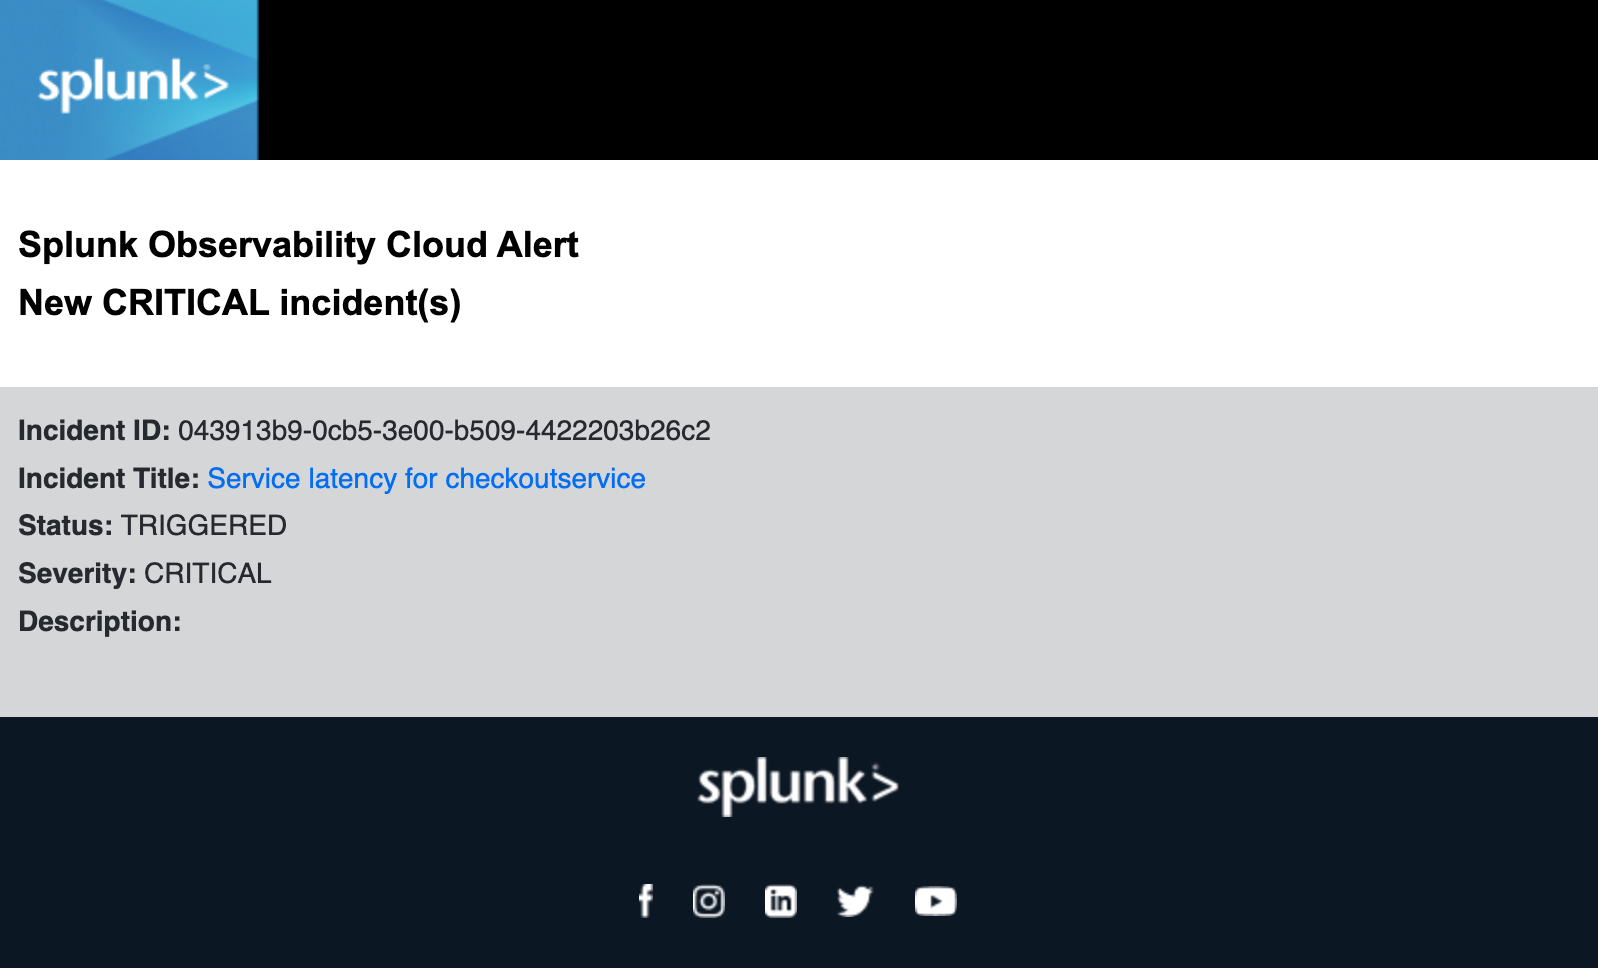 splunk>
Splunk Observability Cloud Alert
New CRITICAL incident(s)
Incident ID: 043913b9-0cb5-3e00-b509-4422203b26c2
Incident Title: Service latency for checkoutservice
Status: TRIGGERED
Severity: CRITICAL
Description:
splunk>